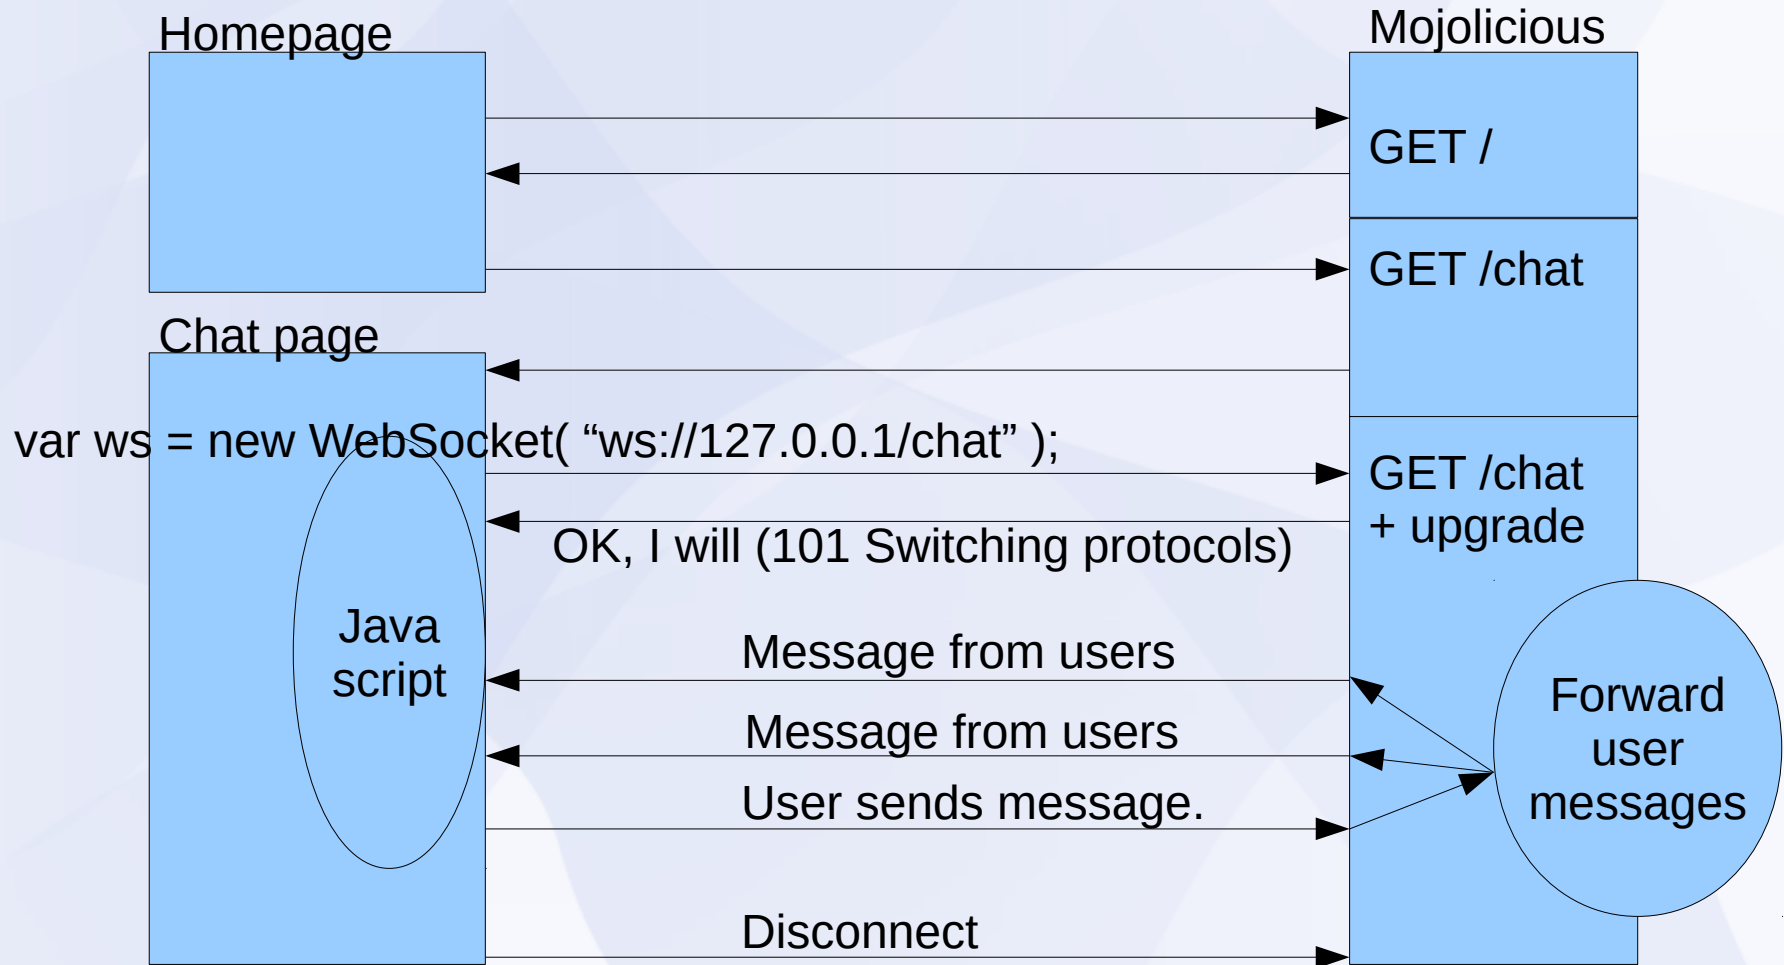 Homepage
Mojolicious
GET /
GET /chat
Chat page
var ws = new WebSocket( “ws://127.0.0.1/chat” );
GET /chat
+ upgrade
OK, I will (101 Switching protocols)
Java
script
Message from users
Message from users
User sends message.
Forward
user
messages
Disconnect